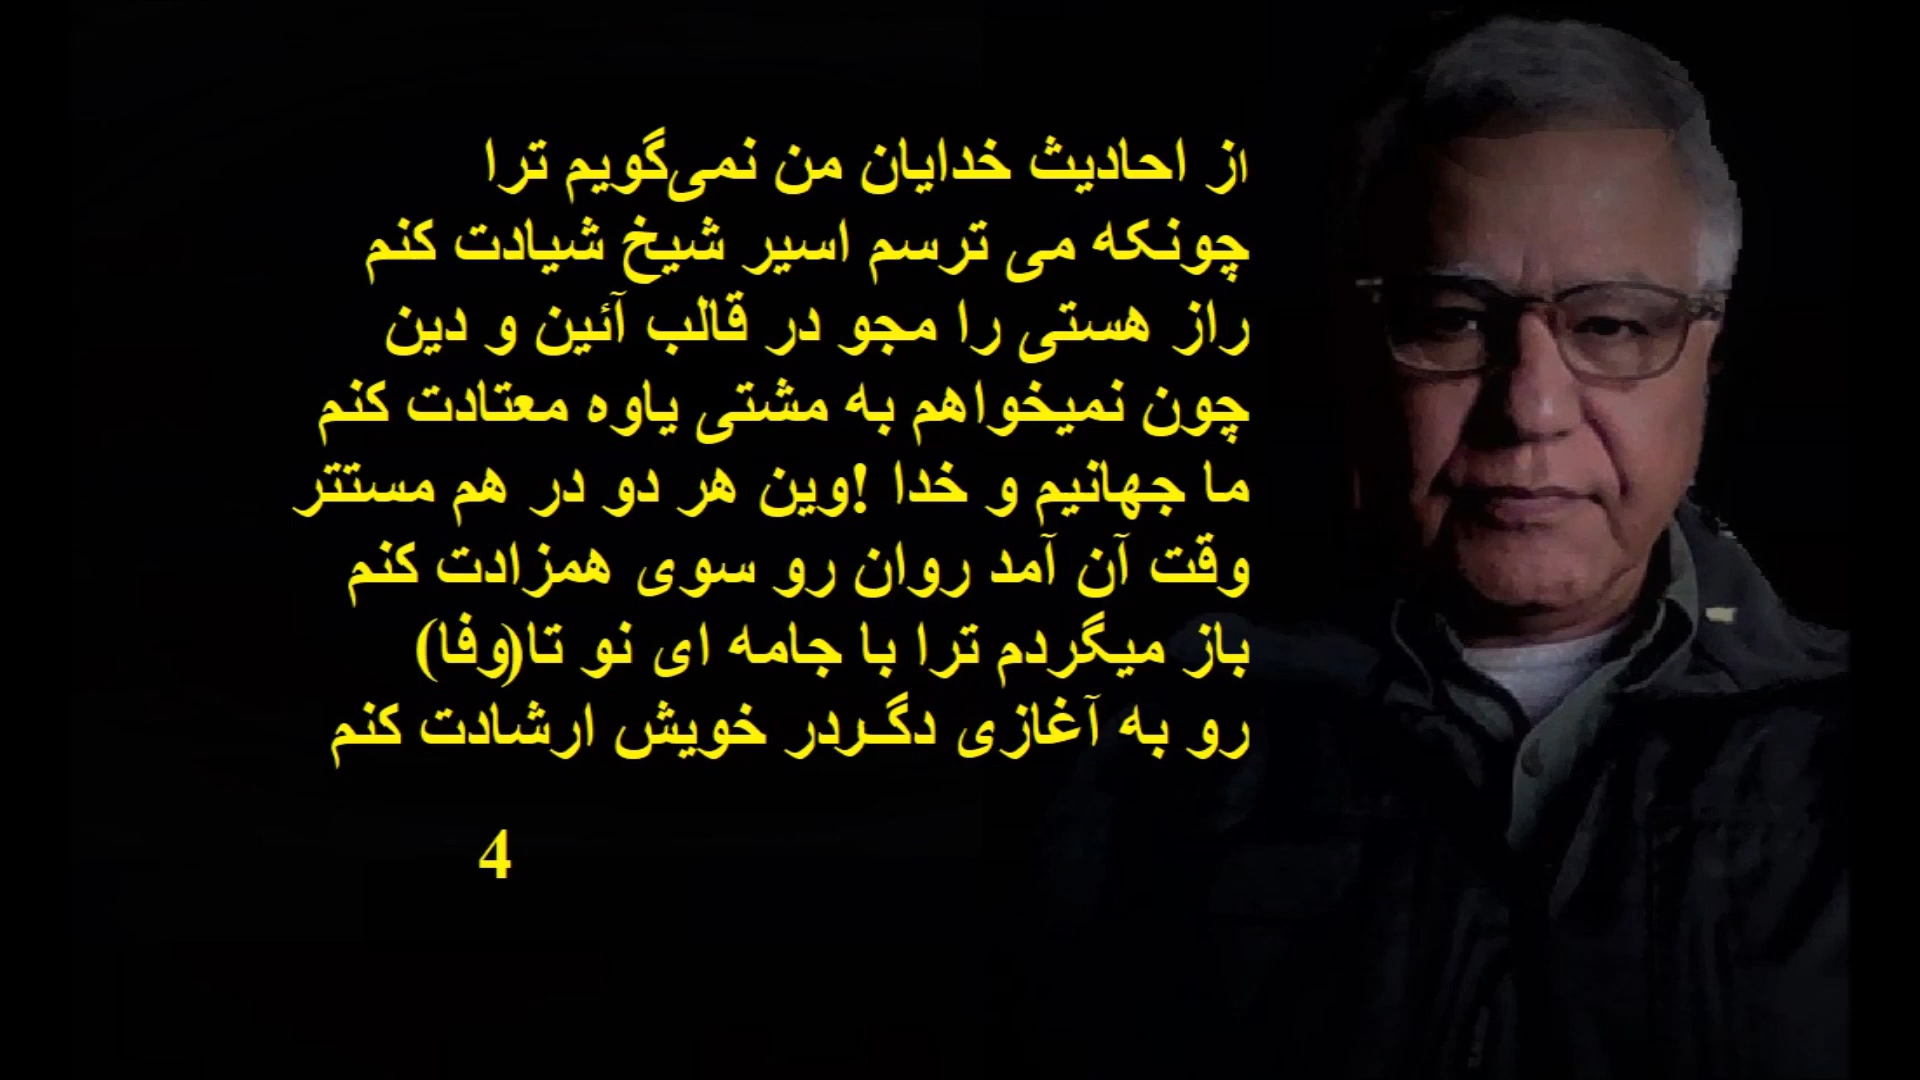 از احادیث خدایان من نمی‌گویم ترا
چونکه می ترسم اسیر شیخ شیادت کنم
راز هستی را مجو در قالب آئین و دین
چون نمیخواهم به مشتی یاوه معتادت کنم
ما جهانیم و خدا !وین هر دو در هم مستتر
وقت آن آمد روان رو سوی همزادت کنم
باز میگردم ترا با جامه ای نو تا(وفا)
رو به آغازی دگـردر خویش ارشادت کنم
4